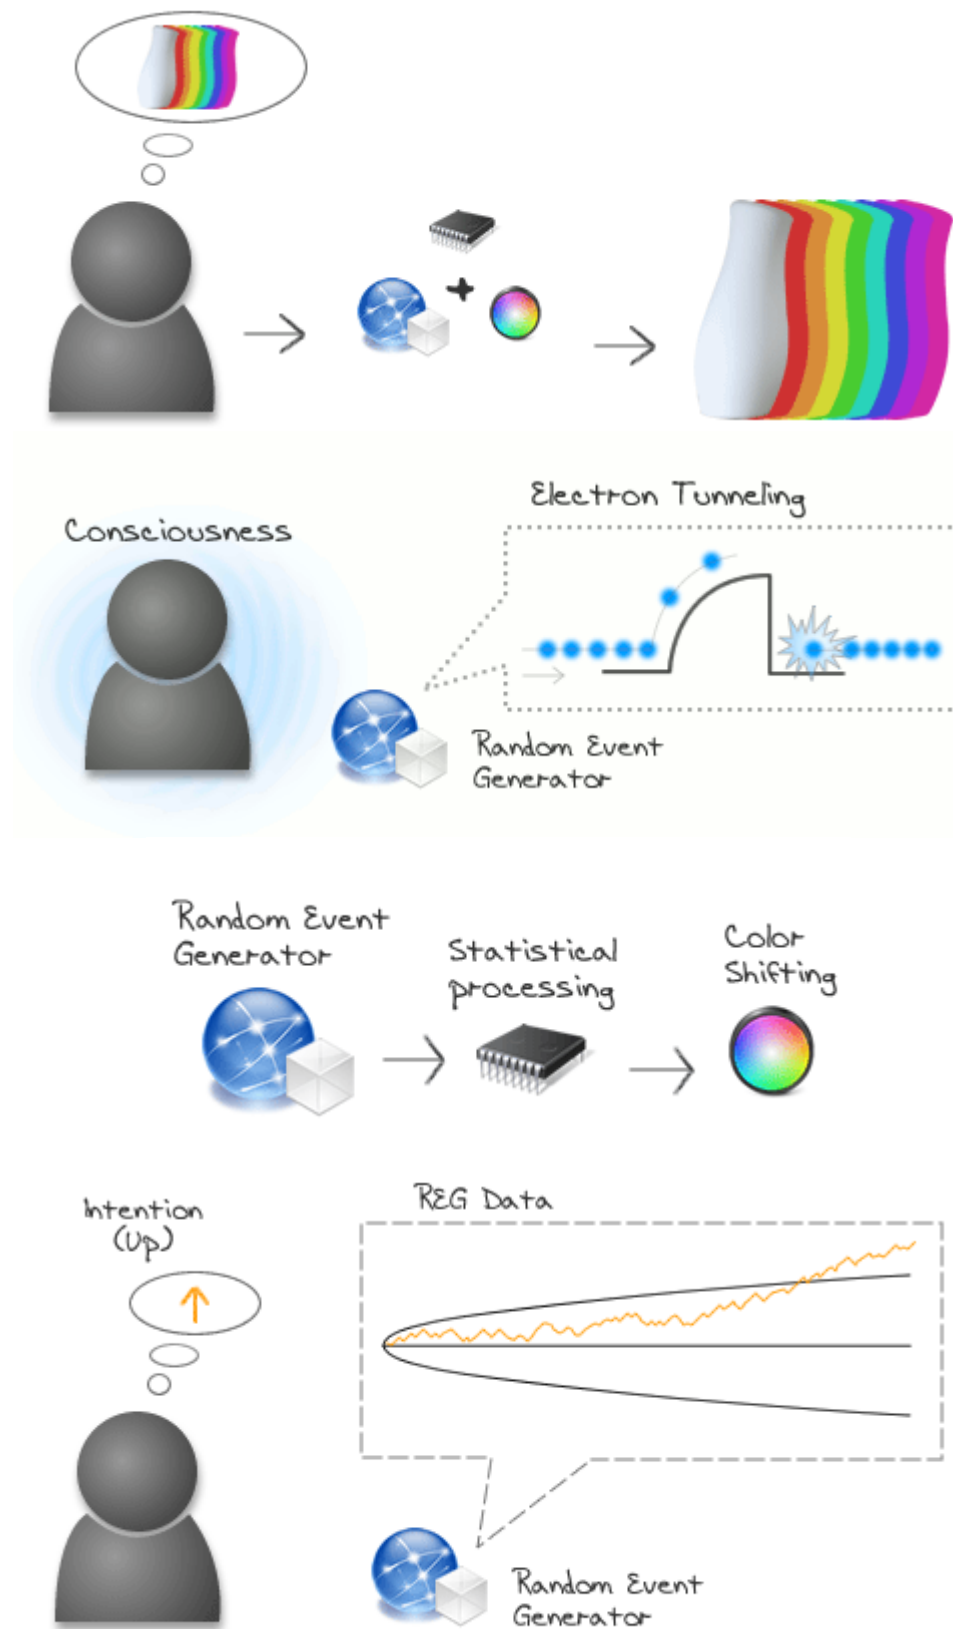 Electron Tunneling
Consciousness
Random Event
Generator
Random Event
Generator
Statistical
processing
Color
Shifting
Intention
(Up)
REG Data
Random Event
Generator